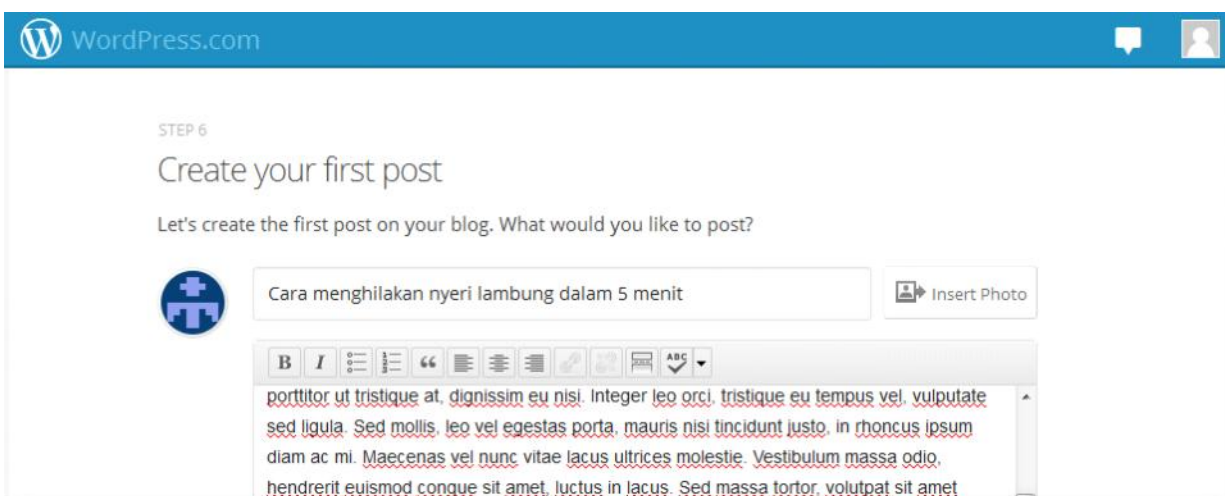 WordPress.com
STEP 6
Create your first post
Let's create the first post on your blog. What would you like to post?
Cara menghilakan nyeri lambung dalam 5 menit
Insert Photo
B I ABC
porttitor ut tristique at, dignissim eu nisi. Integer leo orci, tristique eu tempus vel, vulputate
sed ligula. Sed mollis, leo vel egestas porta, mauris nisi tincidunt justo, in rhoncus ipsum
diam ac mi. Maecenas vel nunc vitae lacus ultrices molestie. Vestibulum massa odio,
hendrerit euismod congue sit amet, luctus in lacus. Sed massa tortor, volutpat sit amet